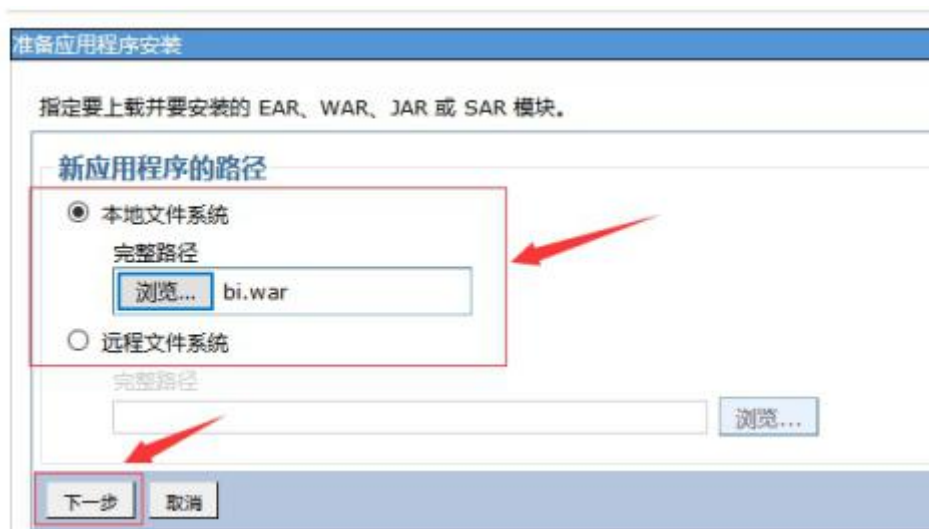 准备应用程序安装
指定要上载并要安装的 EAR、WAR、JAR 或 SAR 模块。
新应用程序的路径
本地文件系统
完整路径
浏览... bi.war
远程文件系统
完整路径
浏览...
下一步 取消